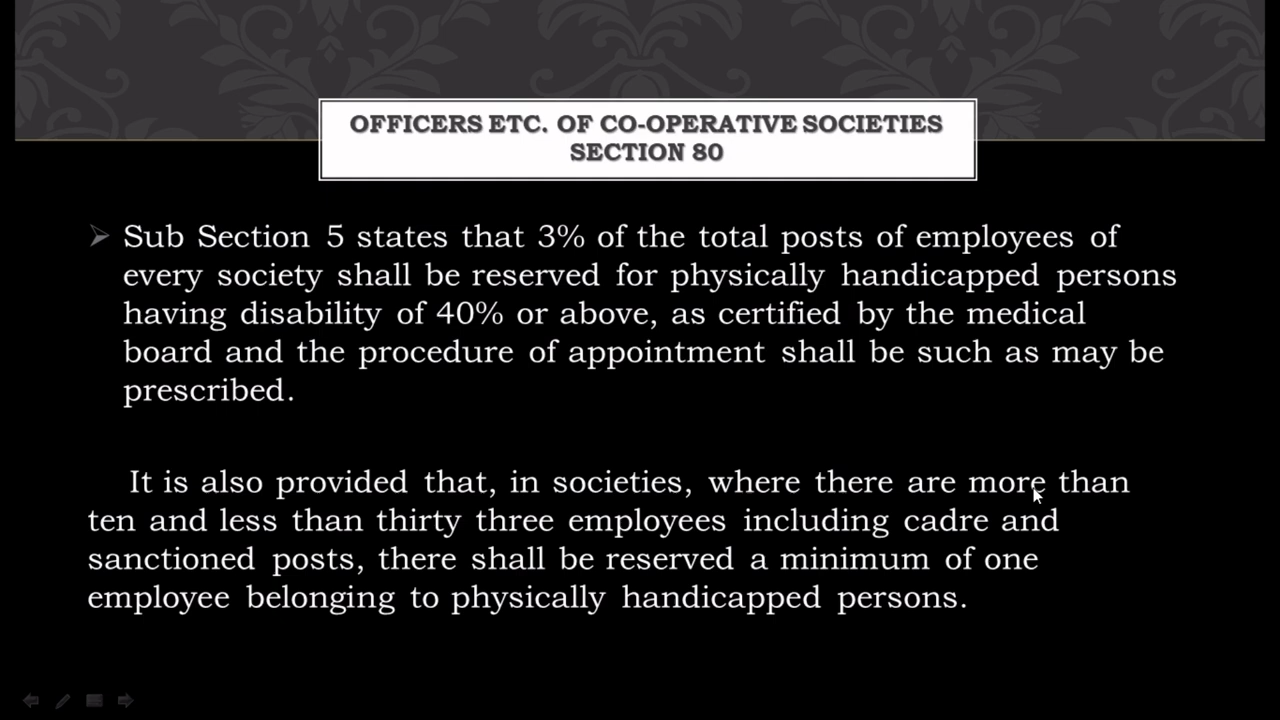 OFFICERS ETC. OF CO-OPERATIVE SOCIETIES
SECTION 80
Sub Section 5 states that 3% of the total posts of employees of
every society shall be reserved for physically handicapped persons
having disability of 40% or above, as certified by the medical
board and the procedure of appointment shall be such as may be
prescribed.
It is also provided that, in societies, where there are more than
ten and less than thirty three employees including cadre and
sanctioned posts, there shall be reserved a minimum of one
employee belonging to physically handicapped persons.